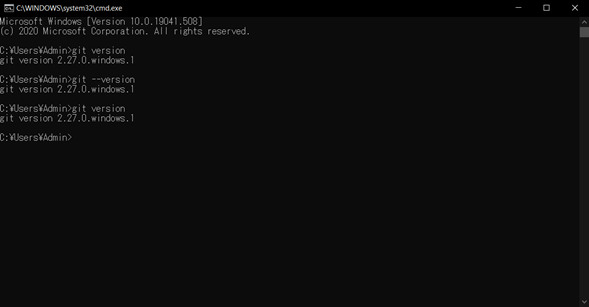 C:\WINDOWS\system32\cmd.exe
Microsoft Windows [Version 10.0.19041.508]
(c) 2020 Microsoft Corporation. All rights reserved.
C:¥Users¥Admin>git version
git version 2.27.0.windows.1
C:¥Users¥Admin>git --version
git version 2.27.0.windows.1
C:¥Users¥Admin>git version
git version 2.27.0.windows.1
C:¥Users¥Admin>